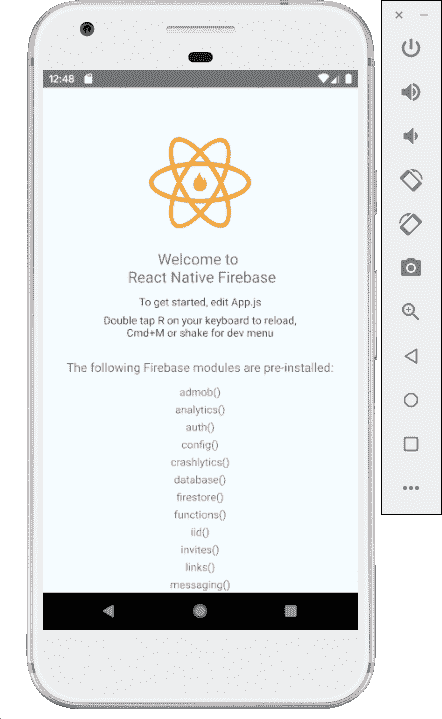 12:48
Welcome to
React Native Firebase
To get started, edit App.js
Double tap R on your keyboard to reload,
Cmd+M or shake for dev menu
The following Firebase modules are pre-installed:
admob()
analytics()
auth()
config()
crashlytics()
database()
firestore()
functions()
iid()
invites()
links()
messaging()